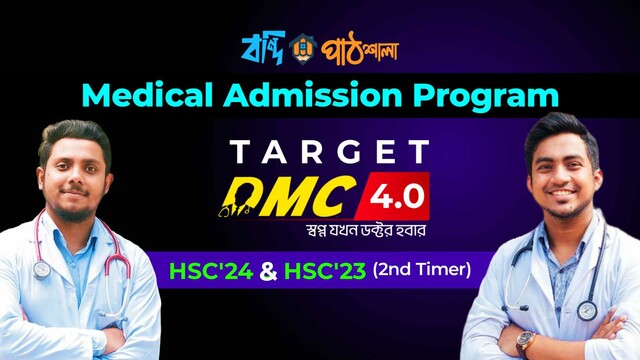 বন্দি পাঠশালা
Medical Admission Program
TARGET
DMC 4.0
স্বপ্ন যখন ডক্টর হবার
HSC'24 & HSC'23 (2nd Timer)